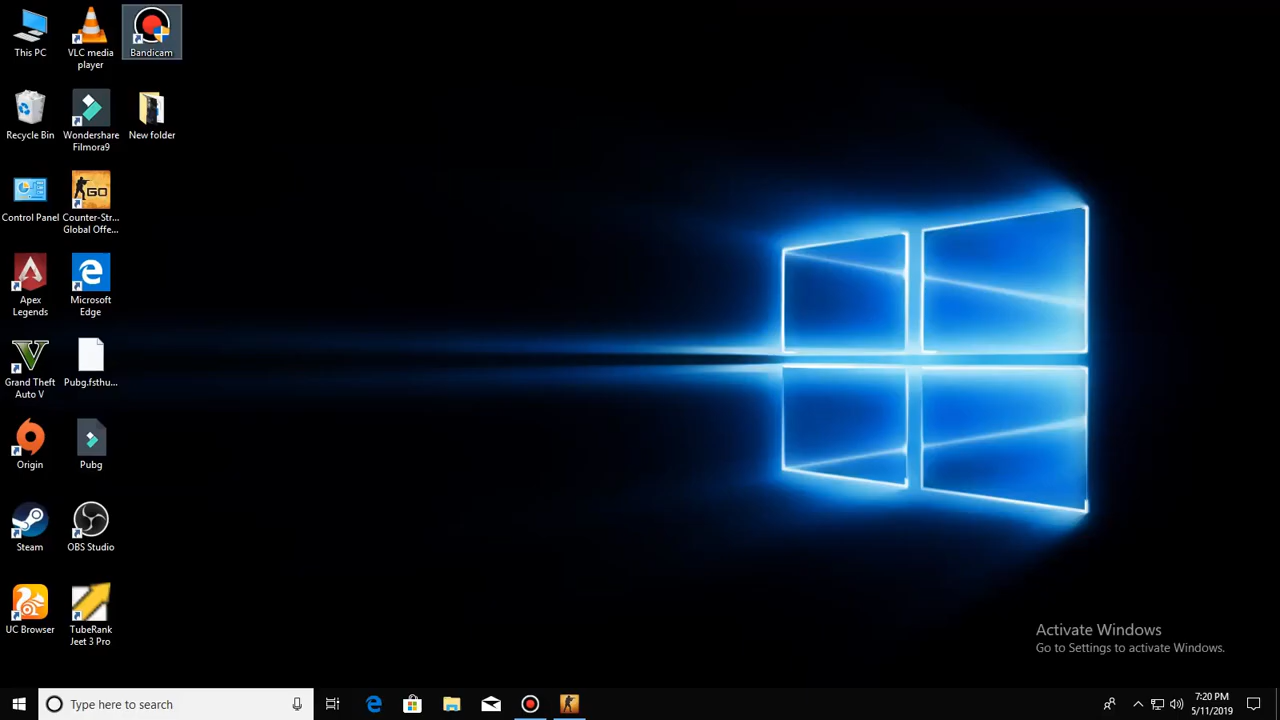 This PC
VLC media
player
Bandicam
Recycle Bin
Wondershare
Filmora9
New folder
Control Panel
GO
Counter-Str...
Global Offe...
Apex
Legends
Microsoft
Edge
Grand Theft
Auto V
Pubg.fsthu...
Origin
Pubg
Steam
OBS Studio
UC Browser
TubeRank
Jeet 3 Pro
Activate Windows
Go to Settings to activate Windows.
Type here to search
7:20 PM
5/11/2019